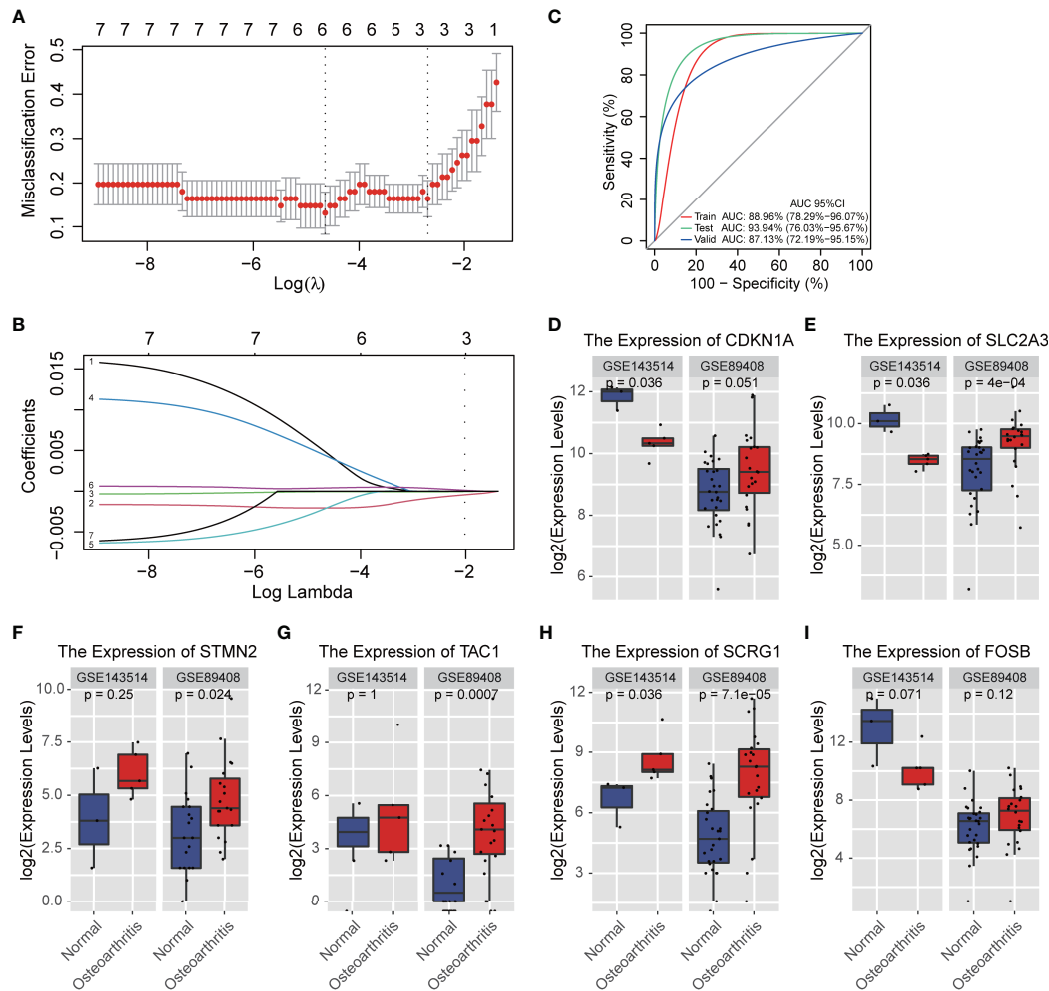 A
7 7 7 7 7 7 7 7 6 6 6 6 5 3 3 3 1
Misclassification Error
0.5
0.4
0.3
0.2
0.1
−8 −6 −4 −2
Log(λ)
B
7 7 6 3
Coefficients
0.015
0.005
−0.005
1
4
6
3
2
7
5
−8 −6 −4 −2
Log Lambda
C
Sensitivity (%)
100
80
60
40
20
0
AUC 95%CI
Train AUC: 88.96% (78.29%−96.07%)
Test AUC: 93.94% (76.03%−95.67%)
Valid AUC: 87.13% (72.19%−95.15%)
0 20 40 60 80 100
100 − Specificity (%)
D
The Expression of CDKN1A
GSE143514 GSE89408
p = 0.036 p = 0.051
log2(Expression Levels)
12
10
8
6
E
The Expression of SLC2A3
GSE143514 GSE89408
p = 0.036 p = 4e−04
log2(Expression Levels)
10.0
7.5
5.0
F
The Expression of STMN2
GSE143514 GSE89408
p = 0.25 p = 0.024
log2(Expression Levels)
10.0
7.5
5.0
2.5
0.0
Normal
Osteoarthritis
Normal
Osteoarthritis
G
The Expression of TAC1
GSE143514 GSE89408
p = 1 p = 0.0007
log2(Expression Levels)
12
9
6
3
0
Normal
Osteoarthritis
Normal
Osteoarthritis
H
The Expression of SCRG1
GSE143514 GSE89408
p = 0.036 p = 7.1e−05
log2(Expression Levels)
12
9
6
3
Normal
Osteoarthritis
Normal
Osteoarthritis
I
The Expression of FOSB
GSE143514 GSE89408
p = 0.071 p = 0.12
log2(Expression Levels)
12
8
4
Normal
Osteoarthritis
Normal
Osteoarthritis